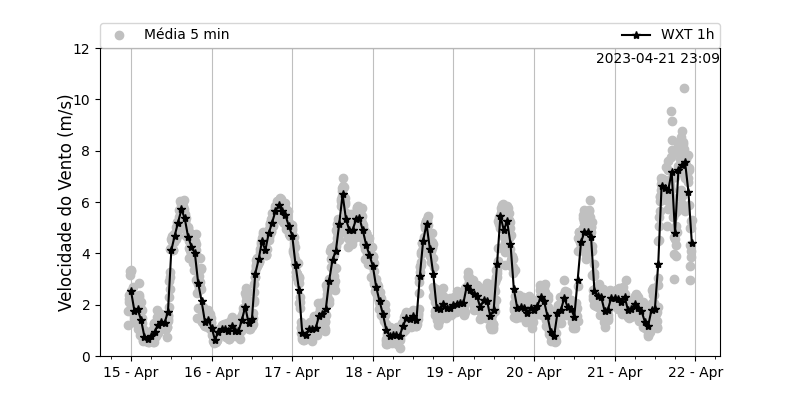 Média 5 min
WXT 1h
2023-04-21 23:09
Velocidade do Vento (m/s)
12
10
8
6
4
2
0
15 - Apr
16 - Apr
17 - Apr
18 - Apr
19 - Apr
20 - Apr
21 - Apr
22 - Apr